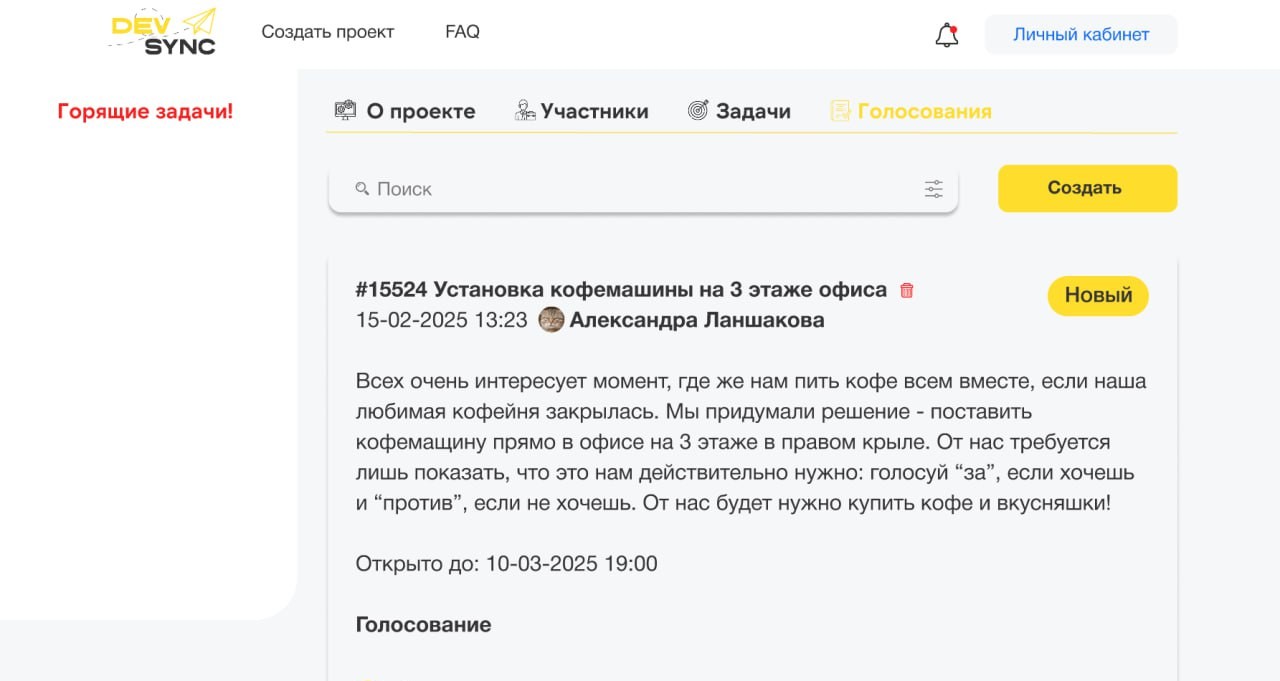 DEV
SYNC
Создать проект
FAQ
Личный кабинет
Горящие задачи!
О проекте
Участники
Задачи
Голосования
Поиск
Создать
#15524 Установка кофемашины на 3 этаже офиса
Новый
15-02-2025 13:23 Александра Ланшакова
Всех очень интересует момент, где же нам пить кофе всем вместе, если наша
любимая кофейня закрылась. Мы придумали решение - поставить
кофемащину прямо в офисе на 3 этаже в правом крыле. От нас требуется
лишь показать, что это нам действительно нужно: голосуй “за”, если хочешь
и “против”, если не хочешь. От нас будет нужно купить кофе и вкусняшки!
Открыто до: 10-03-2025 19:00
Голосование